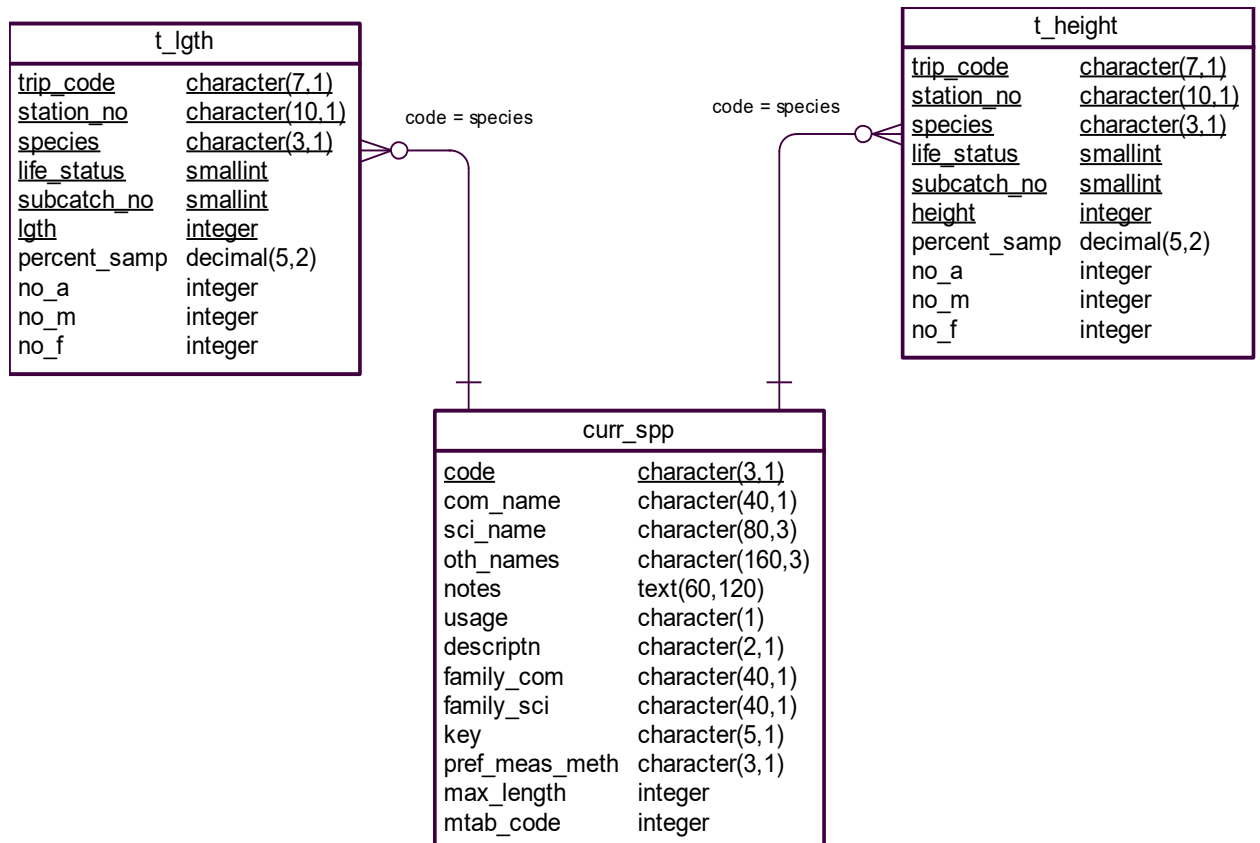 t_lgth
trip_code character(7,1)
station_no character(10,1)
species character(3,1)
life_status smallint
subcatch_no smallint
lgth integer
percent_samp decimal(5,2)
no_a integer
no_m integer
no_f integer
code = species
code = species
t_height
trip_code character(7,1)
station_no character(10,1)
species character(3,1)
life_status smallint
subcatch_no smallint
height integer
percent_samp decimal(5,2)
no_a integer
no_m integer
no_f integer
curr_spp
code character(3,1)
com_name character(40,1)
sci_name character(80,3)
oth_names character(160,3)
notes text(60,120)
usage character(1)
descriptn character(2,1)
family_com character(40,1)
family_sci character(40,1)
key character(5,1)
pref_meas_meth character(3,1)
max_length integer
mtab_code integer